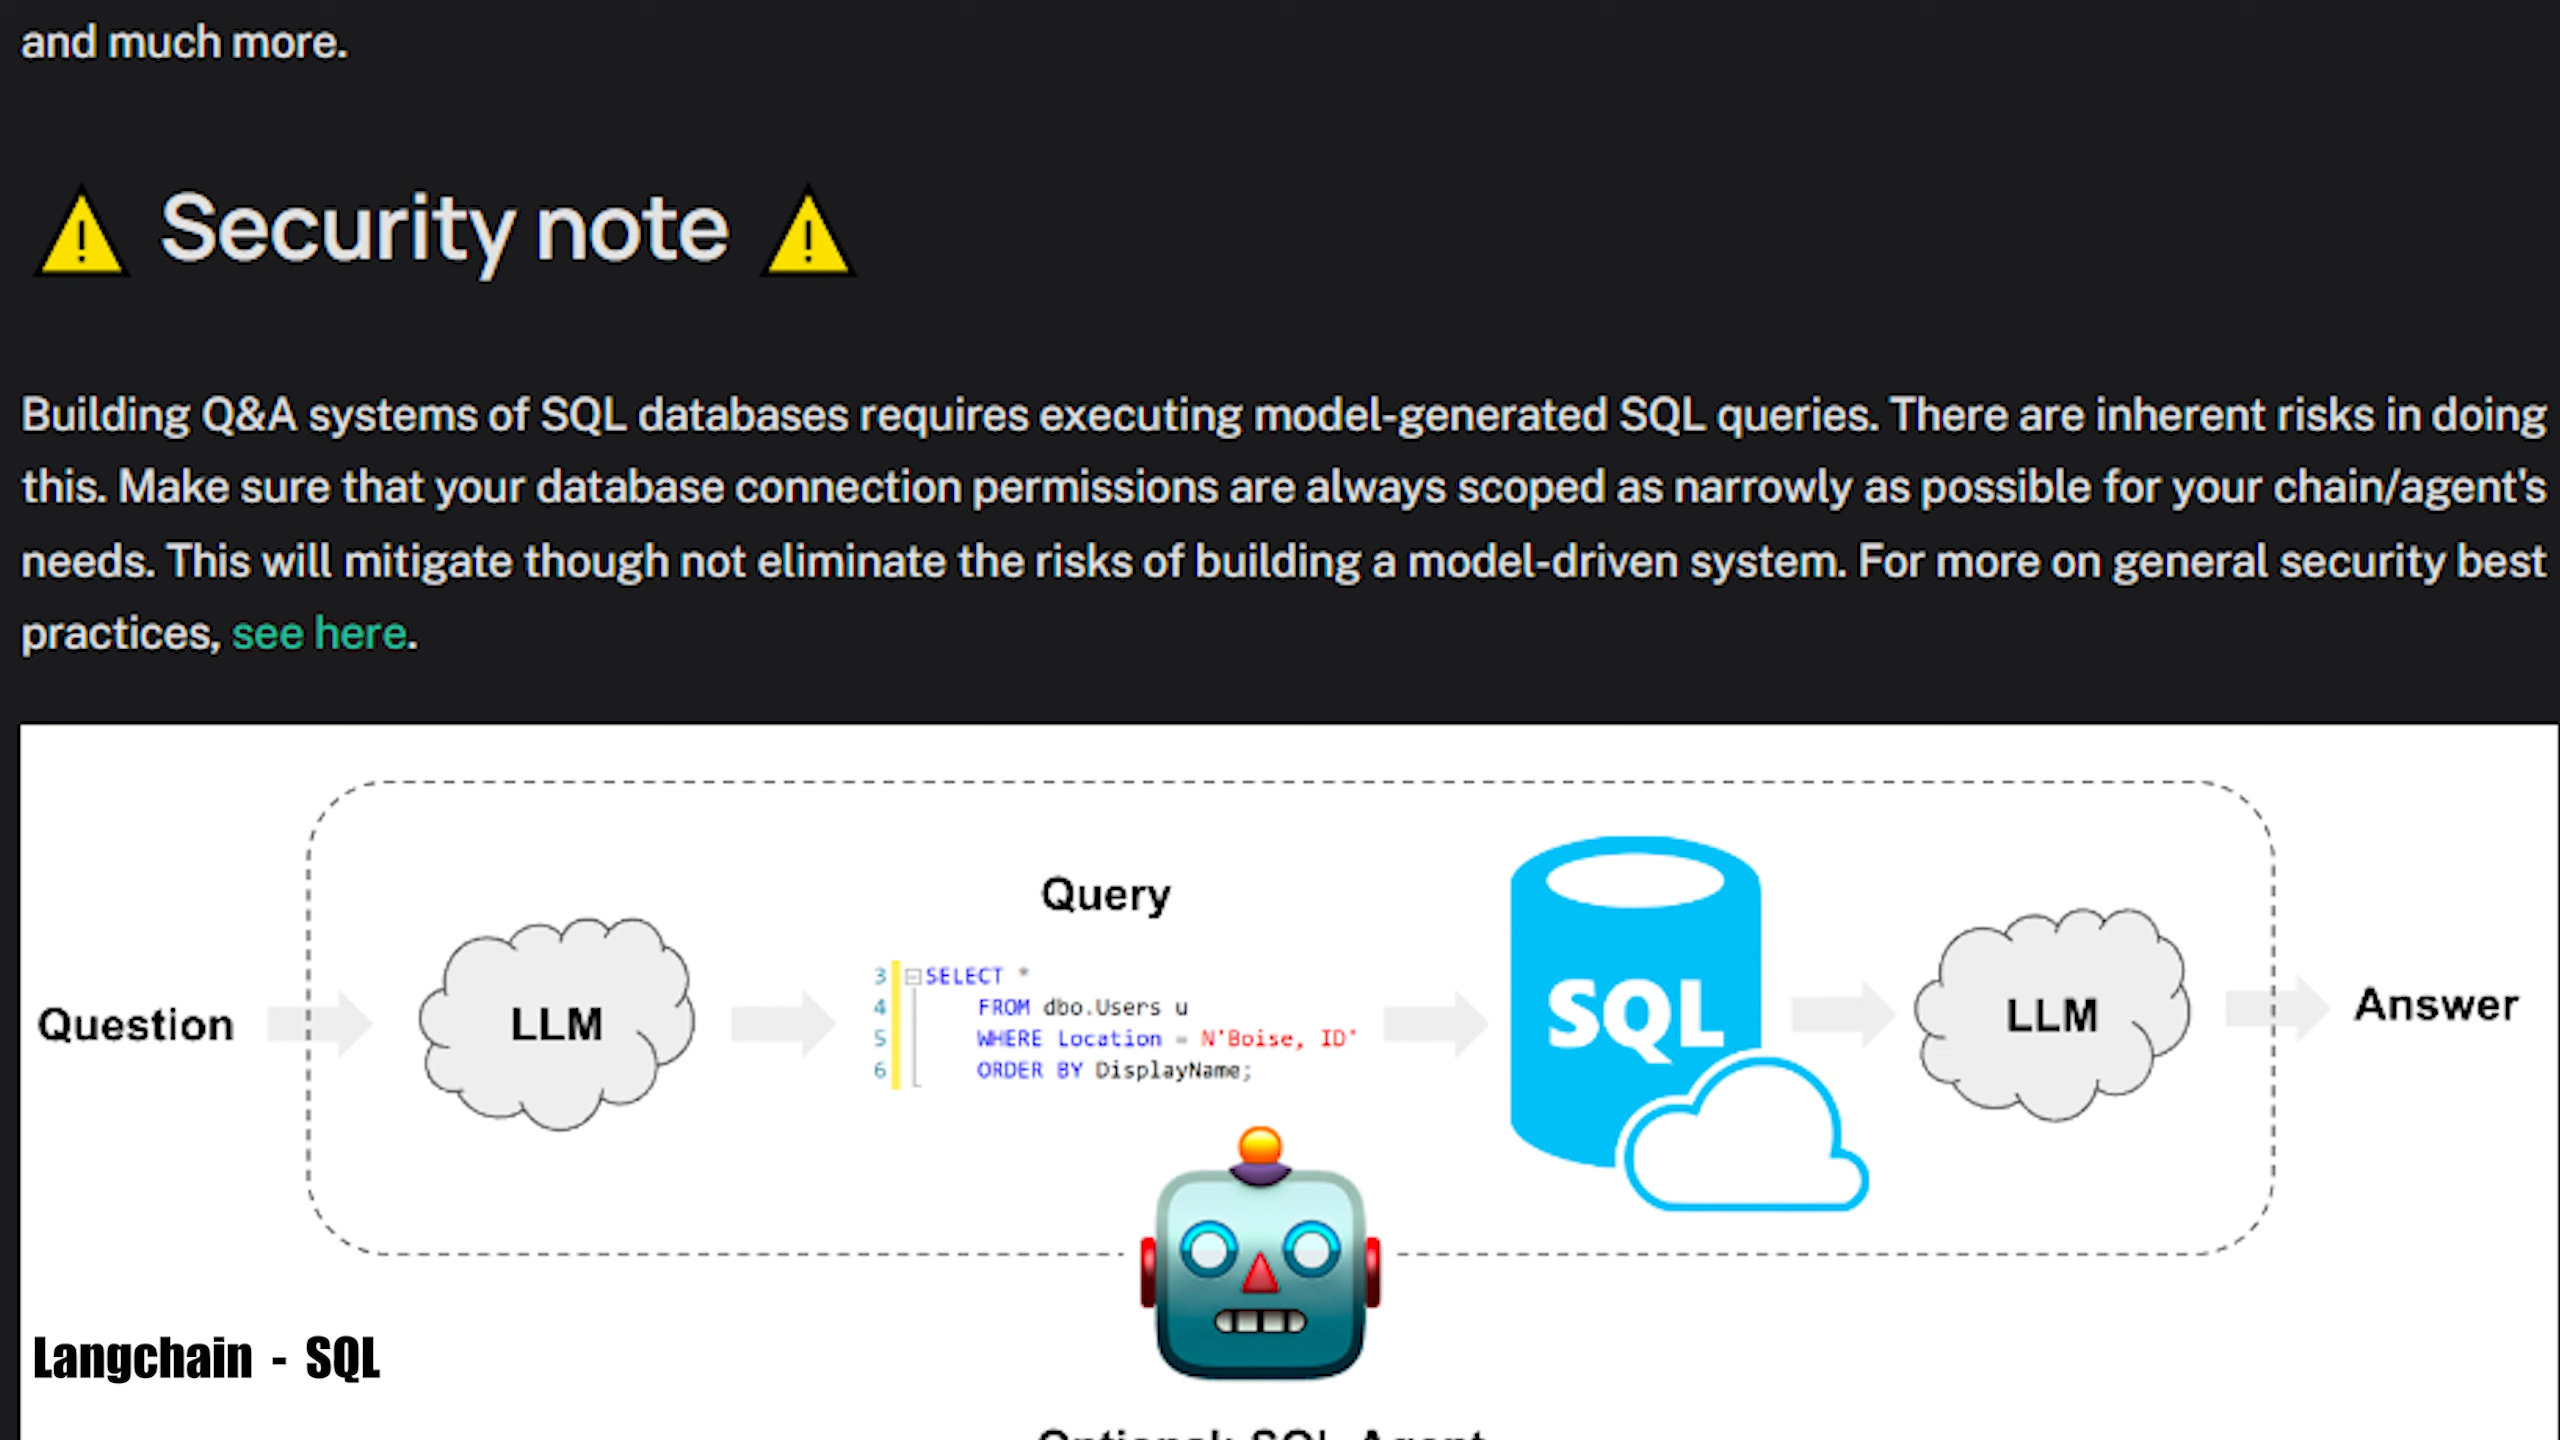 and much more.
Security note
Building Q&A systems of SQL databases requires executing model-generated SQL queries. There are inherent risks in doing
this. Make sure that your database connection permissions are always scoped as narrowly as possible for your chain/agent's
needs. This will mitigate though not eliminate the risks of building a model-driven system. For more on general security best
practices, see here.
Query
3 SELECT *
4 FROM dbo.Users u
5 WHERE Location = N'Boise, ID'
6 ORDER BY DisplayName;
Question
LLM
SQL
LLM
Answer
Langchain - SQL
Optional: SQL Agent